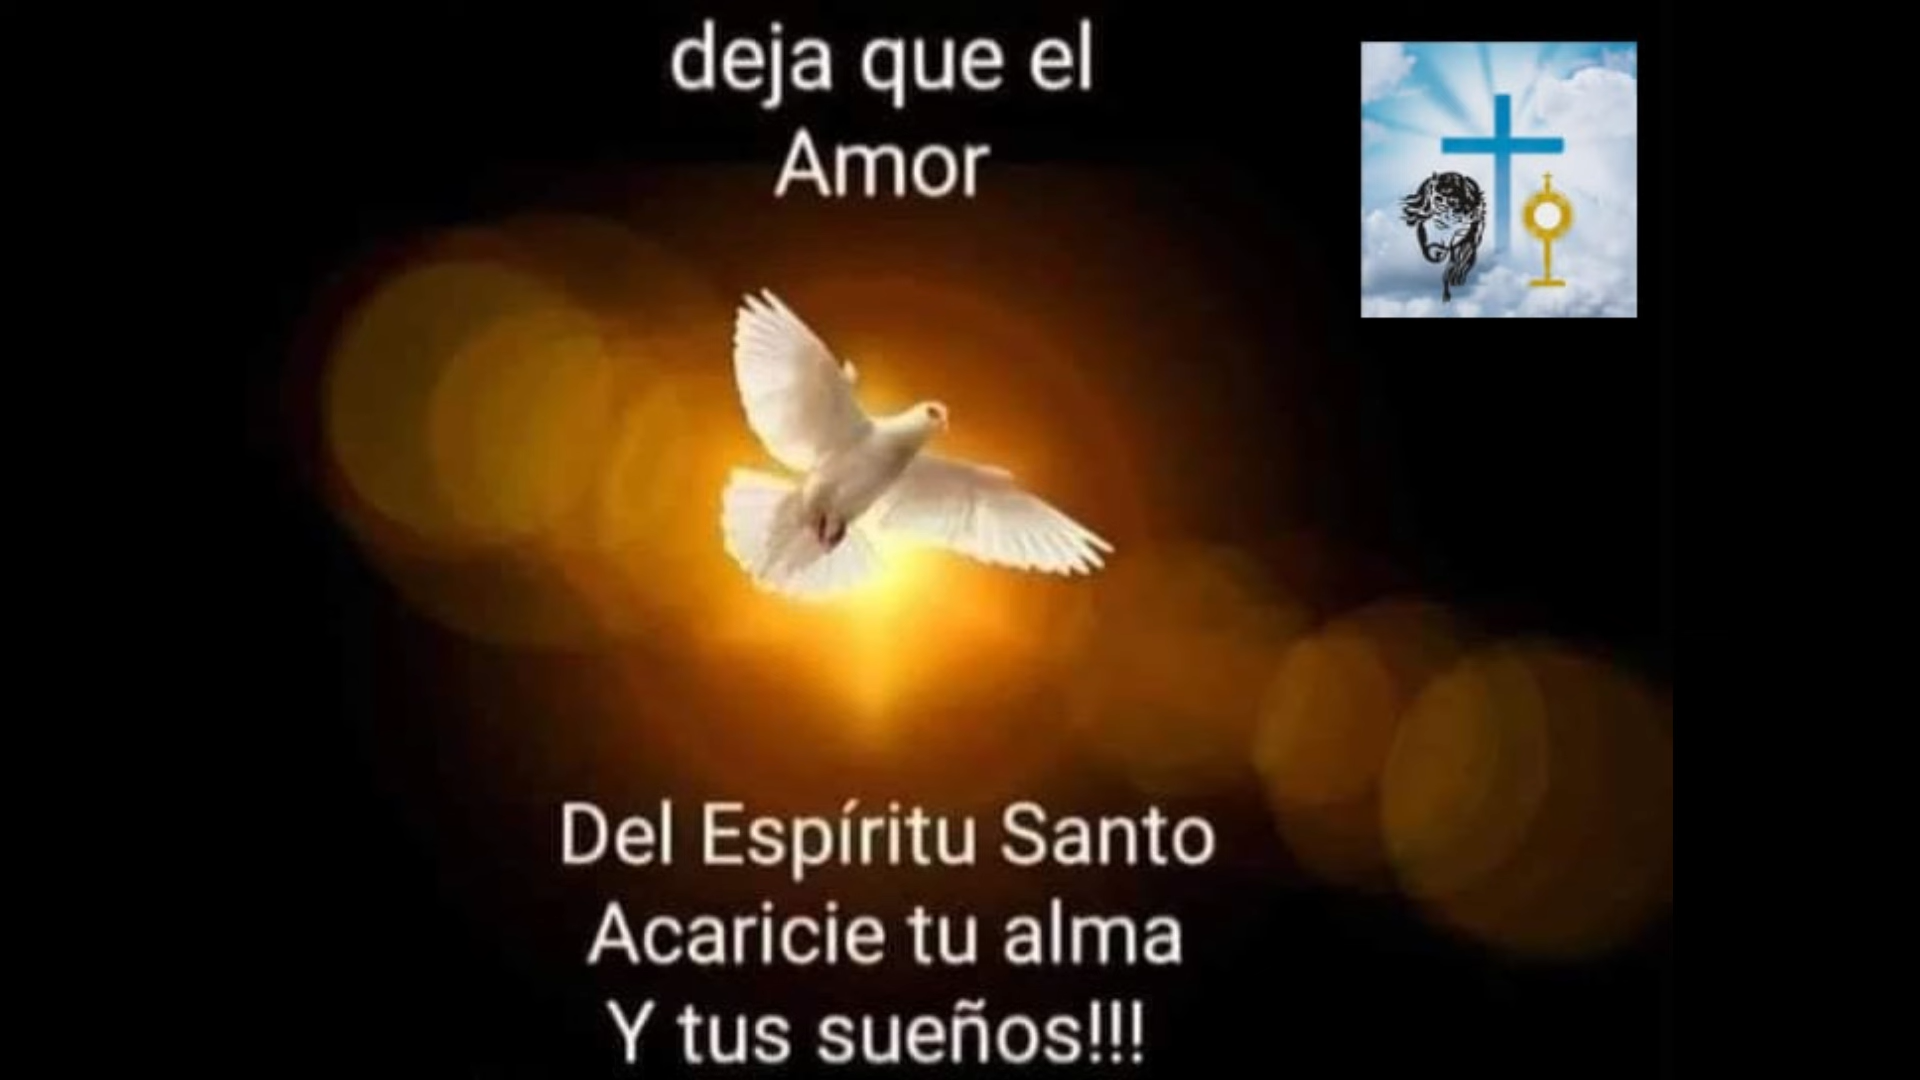 deja que el
Amor
Del Espíritu Santo
Acaricie tu alma
Y tus sueños!!!